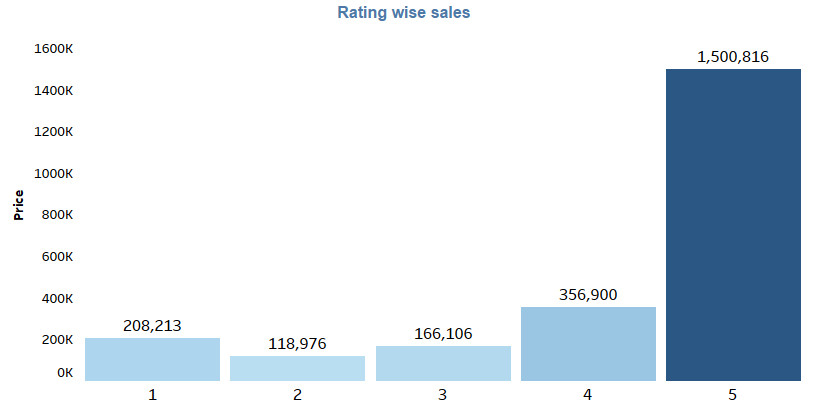 Rating wise sales
1600K
1400K
1200K
1000K
800K
600K
400K
200K
0K
Price
208,213
118,976
166,106
356,900
1,500,816
1 2 3 4 5